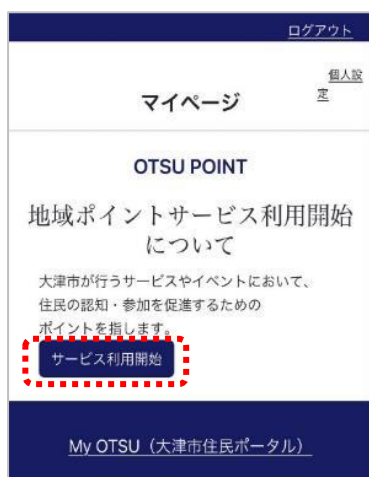 ログアウト
個人設
定
マイページ
OTSU POINT
地域ポイントサービス利用開始
について
大津市が行うサービスやイベントにおいて、
住民の認知・参加を促進するための
ポイントを指します。
サービス利用開始
My OTSU（大津市住民ポータル）